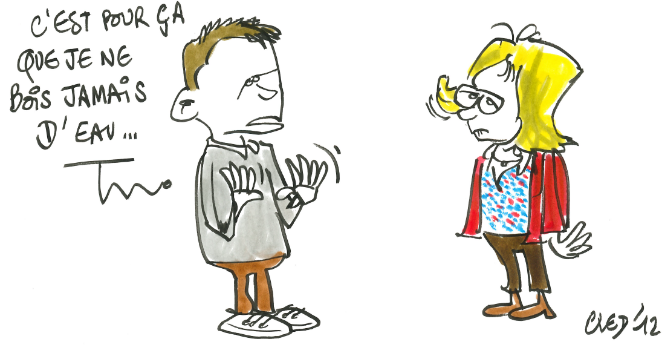 C'EST POUR ÇA
QUE JE NE
BOIS JAMAIS
D'EAU...
CLED'12